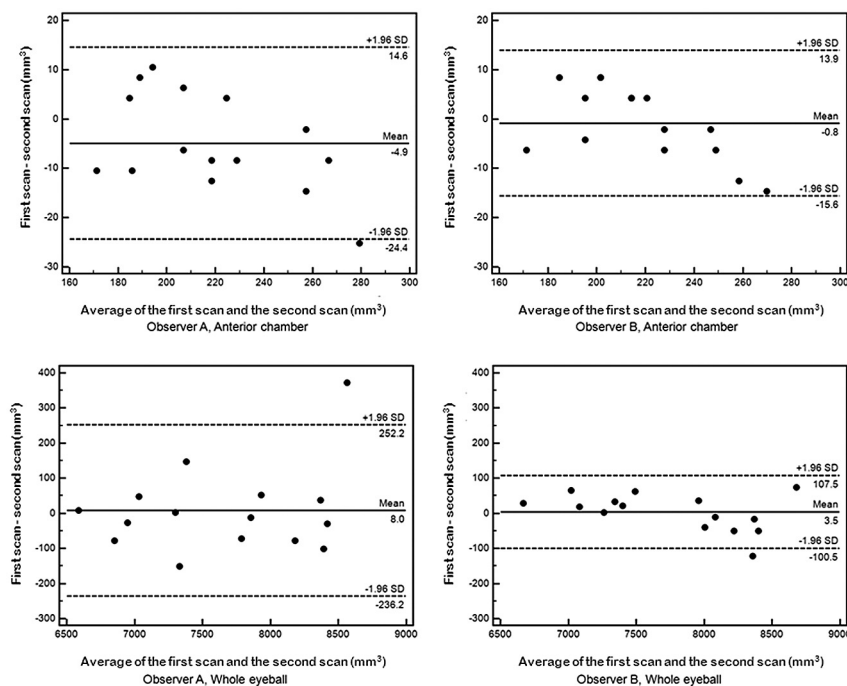 20
+1.96 SD
14.6
10
0
Mean
-4.9
-10
-20
-1.96 SD
-24.4
-30
160 180 200 220 240 260 280 300
First scan - second scan (mm³)
Average of the first scan and the second scan (mm³)
Observer A, Anterior chamber
20
+1.96 SD
13.9
10
0
Mean
-0.8
-10
-1.96 SD
-15.6
-20
-30
160 180 200 220 240 260 280 300
First scan - second scan (mm³)
Average of the first scan and the second scan (mm³)
Observer B, Anterior chamber
400
300
+1.96 SD
252.2
200
100
Mean
8.0
0
-100
-200
-1.96 SD
-236.2
-300
6500 7000 7500 8000 8500 9000
First scan - second scan (mm³)
Average of the first scan and the second scan (mm³)
Observer A, Whole eyeball
400
300
200
+1.96 SD
107.5
100
Mean
3.5
0
-1.96 SD
-100.5
-100
-200
-300
6500 7000 7500 8000 8500 9000
First scan - second scan (mm³)
Average of the first scan and the second scan (mm³)
Observer B, Whole eyeball